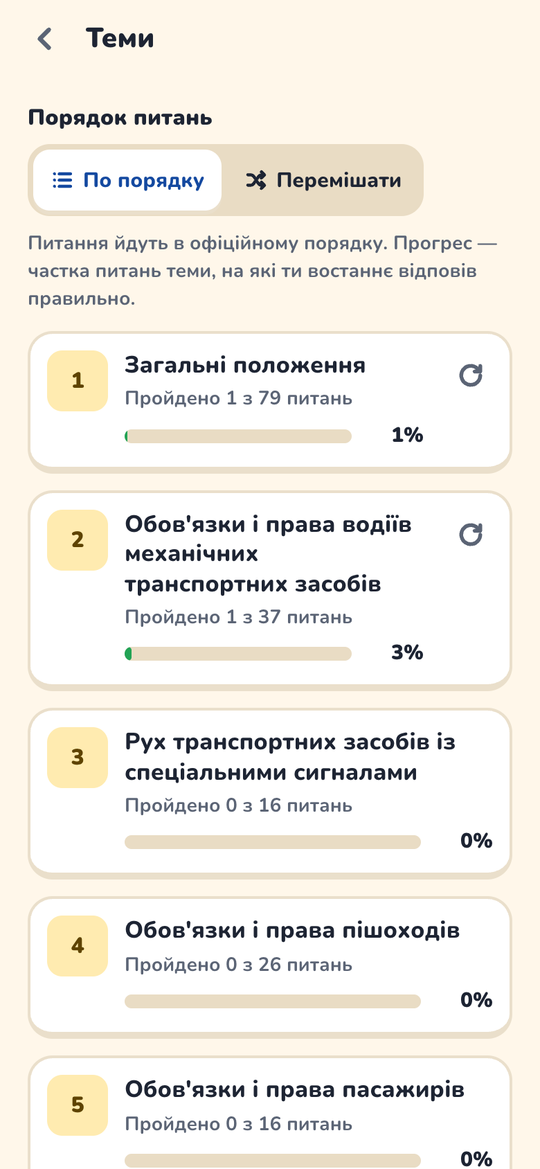 Теми
Порядок питань
По порядку
Перемішати
Питання йдуть в офіційному порядку. Прогрес —
частка питань теми, на які ти востаннє відповів
правильно.
1
Загальні положення
Пройдено 1 з 79 питань
1%
2
Обов'язки і права водіїв
механічних
транспортних засобів
Пройдено 1 з 37 питань
3%
3
Рух транспортних засобів із
спеціальними сигналами
Пройдено 0 з 16 питань
0%
4
Обов'язки і права пішоходів
Пройдено 0 з 26 питань
0%
5
Обов'язки і права пасажирів
Пройдено 0 з 16 питань
0%